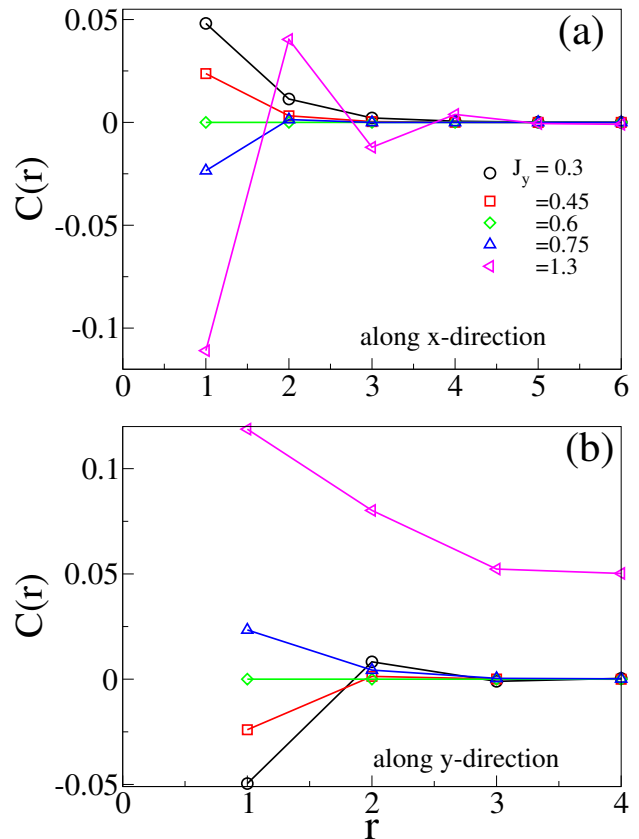 0.05
(a)
0
C(r)
J_y = 0.3
=0.45
=0.6
-0.05
=0.75
=1.3
-0.1
along x-direction
0 1 2 3 4 5 6
(b)
0.1
C(r)
0.05
0
along y-direction
-0.05
0 1 2 3 4
r